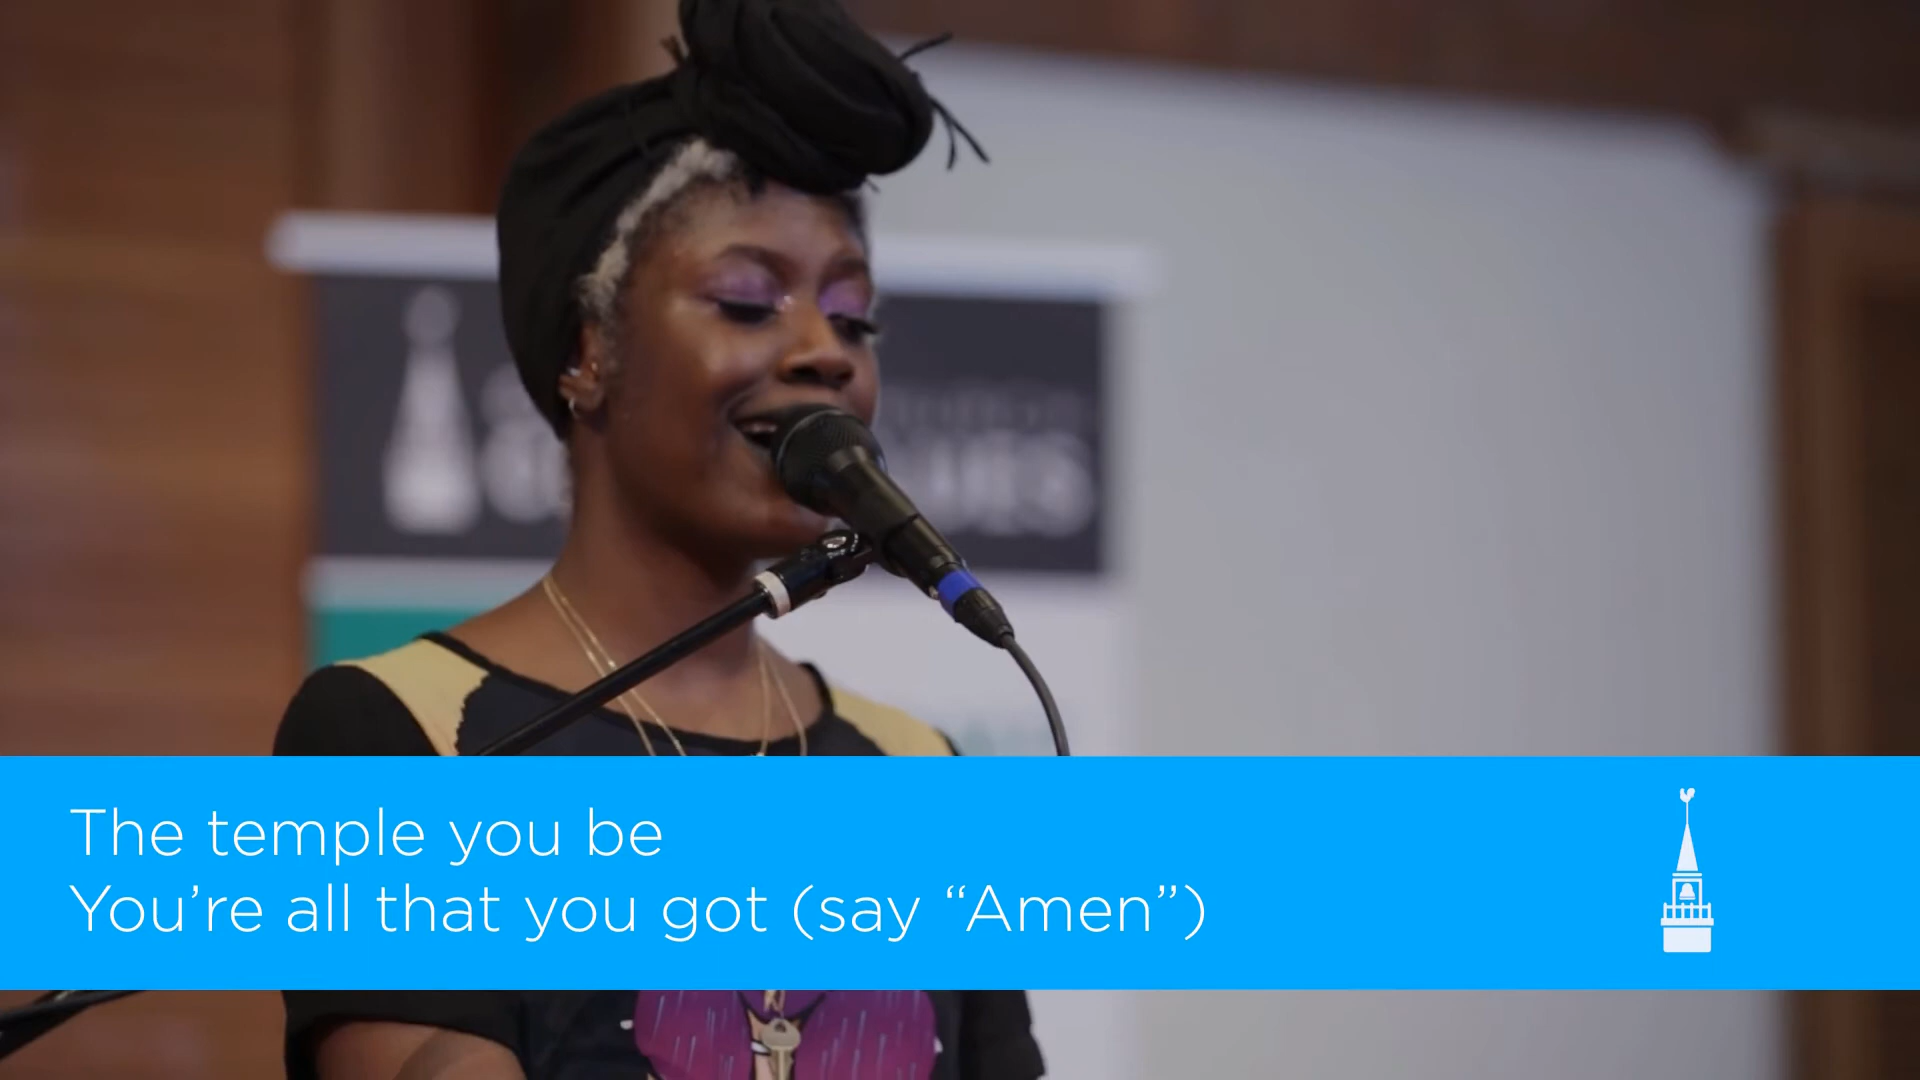 The temple you be
You’re all that you got (say “Amen”)